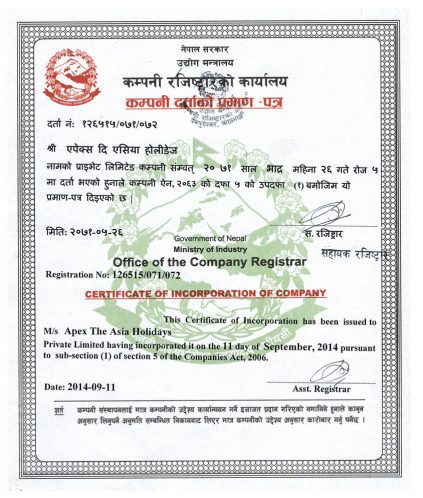 नेपाल सरकार
उद्योग मन्त्रालय
कम्पनी रजिष्ट्रारको कार्यालय
कम्पनी दर्ताको प्रमाण -पत्र
दर्ता नं: १२६५१५/०७१/०७२
श्री एपेक्स दि एसिया होलीडेज
नामको प्राइभेट लिमिटेड कम्पनी सम्वत् २० ७१ साल भाद्र महिना २६ गते रोज ५
मा दर्ता भएको हुनाले कम्पनी ऐन,२०६३ को दफा ५ को उपदफा (१) बमोजिम यो
प्रमाण-पत्र दिइएको छ |
मिति: २०७१-०५-२६
स. रजिष्ट्रार
सहायक रजिष्ट्रार
Government of Nepal
Ministry of Industry
Office of the Company Registrar
Registration No: 126515/071/072
CERTIFICATE OF INCORPORATION OF COMPANY
This Certificate of Incorporation has been issued to
M/s Apex The Asia Holidays
Private Limited having incorporated it on the 11 day of September, 2014 pursuant
to sub-section (1) of section 5 of the Companies Act, 2006.
Date: 2014-09-11
Asst. Registrar
शर्त कम्पनी संस्थापनालाई मात्र कम्पनीको उद्देश्य कार्यान्वयन गर्ने इजाजत प्रदान गरिएको नमानिने हुनाले कानून
अनुसार लिनुपर्ने अनुमति सम्बन्धित निकायबाट लिएर मात्र कम्पनीको उद्देश्य अनुसार कारोबार गर्नु पर्नेछ ।